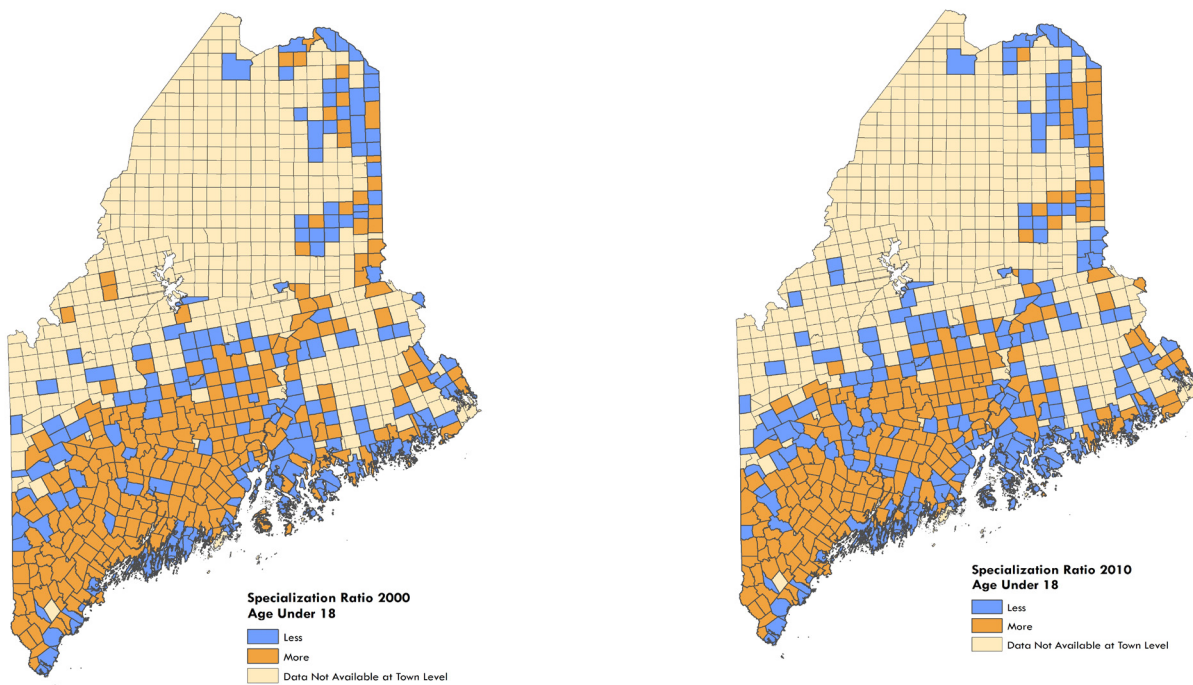 Specialization Ratio 2000
Age Under 18
Less
More
Data Not Available at Town Level
Specialization Ratio 2010
Age Under 18
Less
More
Data Not Available at Town Level